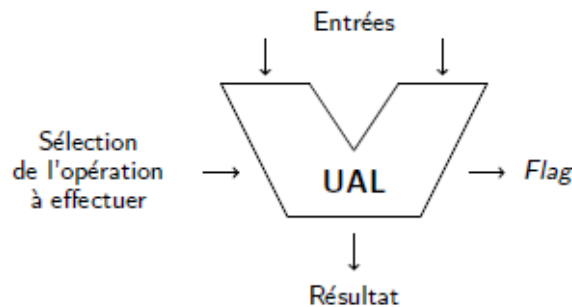 Entrées
Sélection
de l'opération
à effectuer
UAL
Flag
Résultat